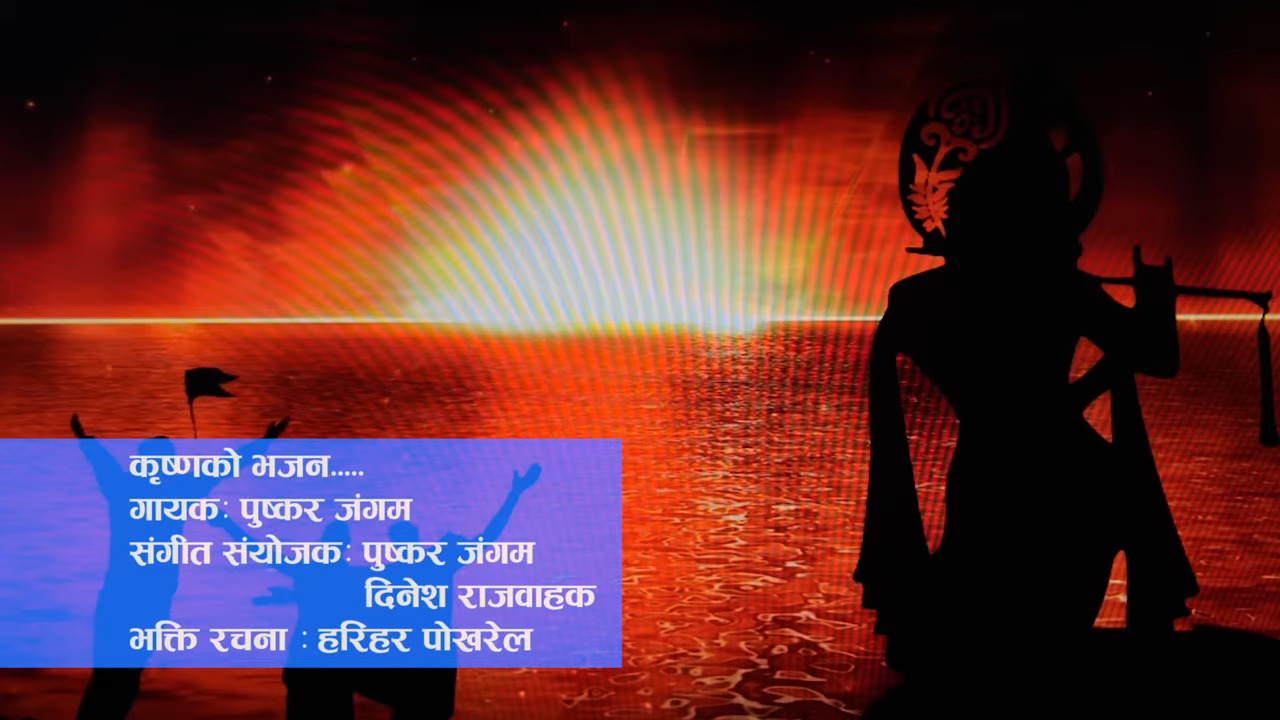 कृष्णको भजन.....
गायकः पुष्कर जंगम
संगीत संयोजकः पुष्कर जंगम
दिनेश राजवाहक
भक्ति रचना : हरिहर पोखरेल